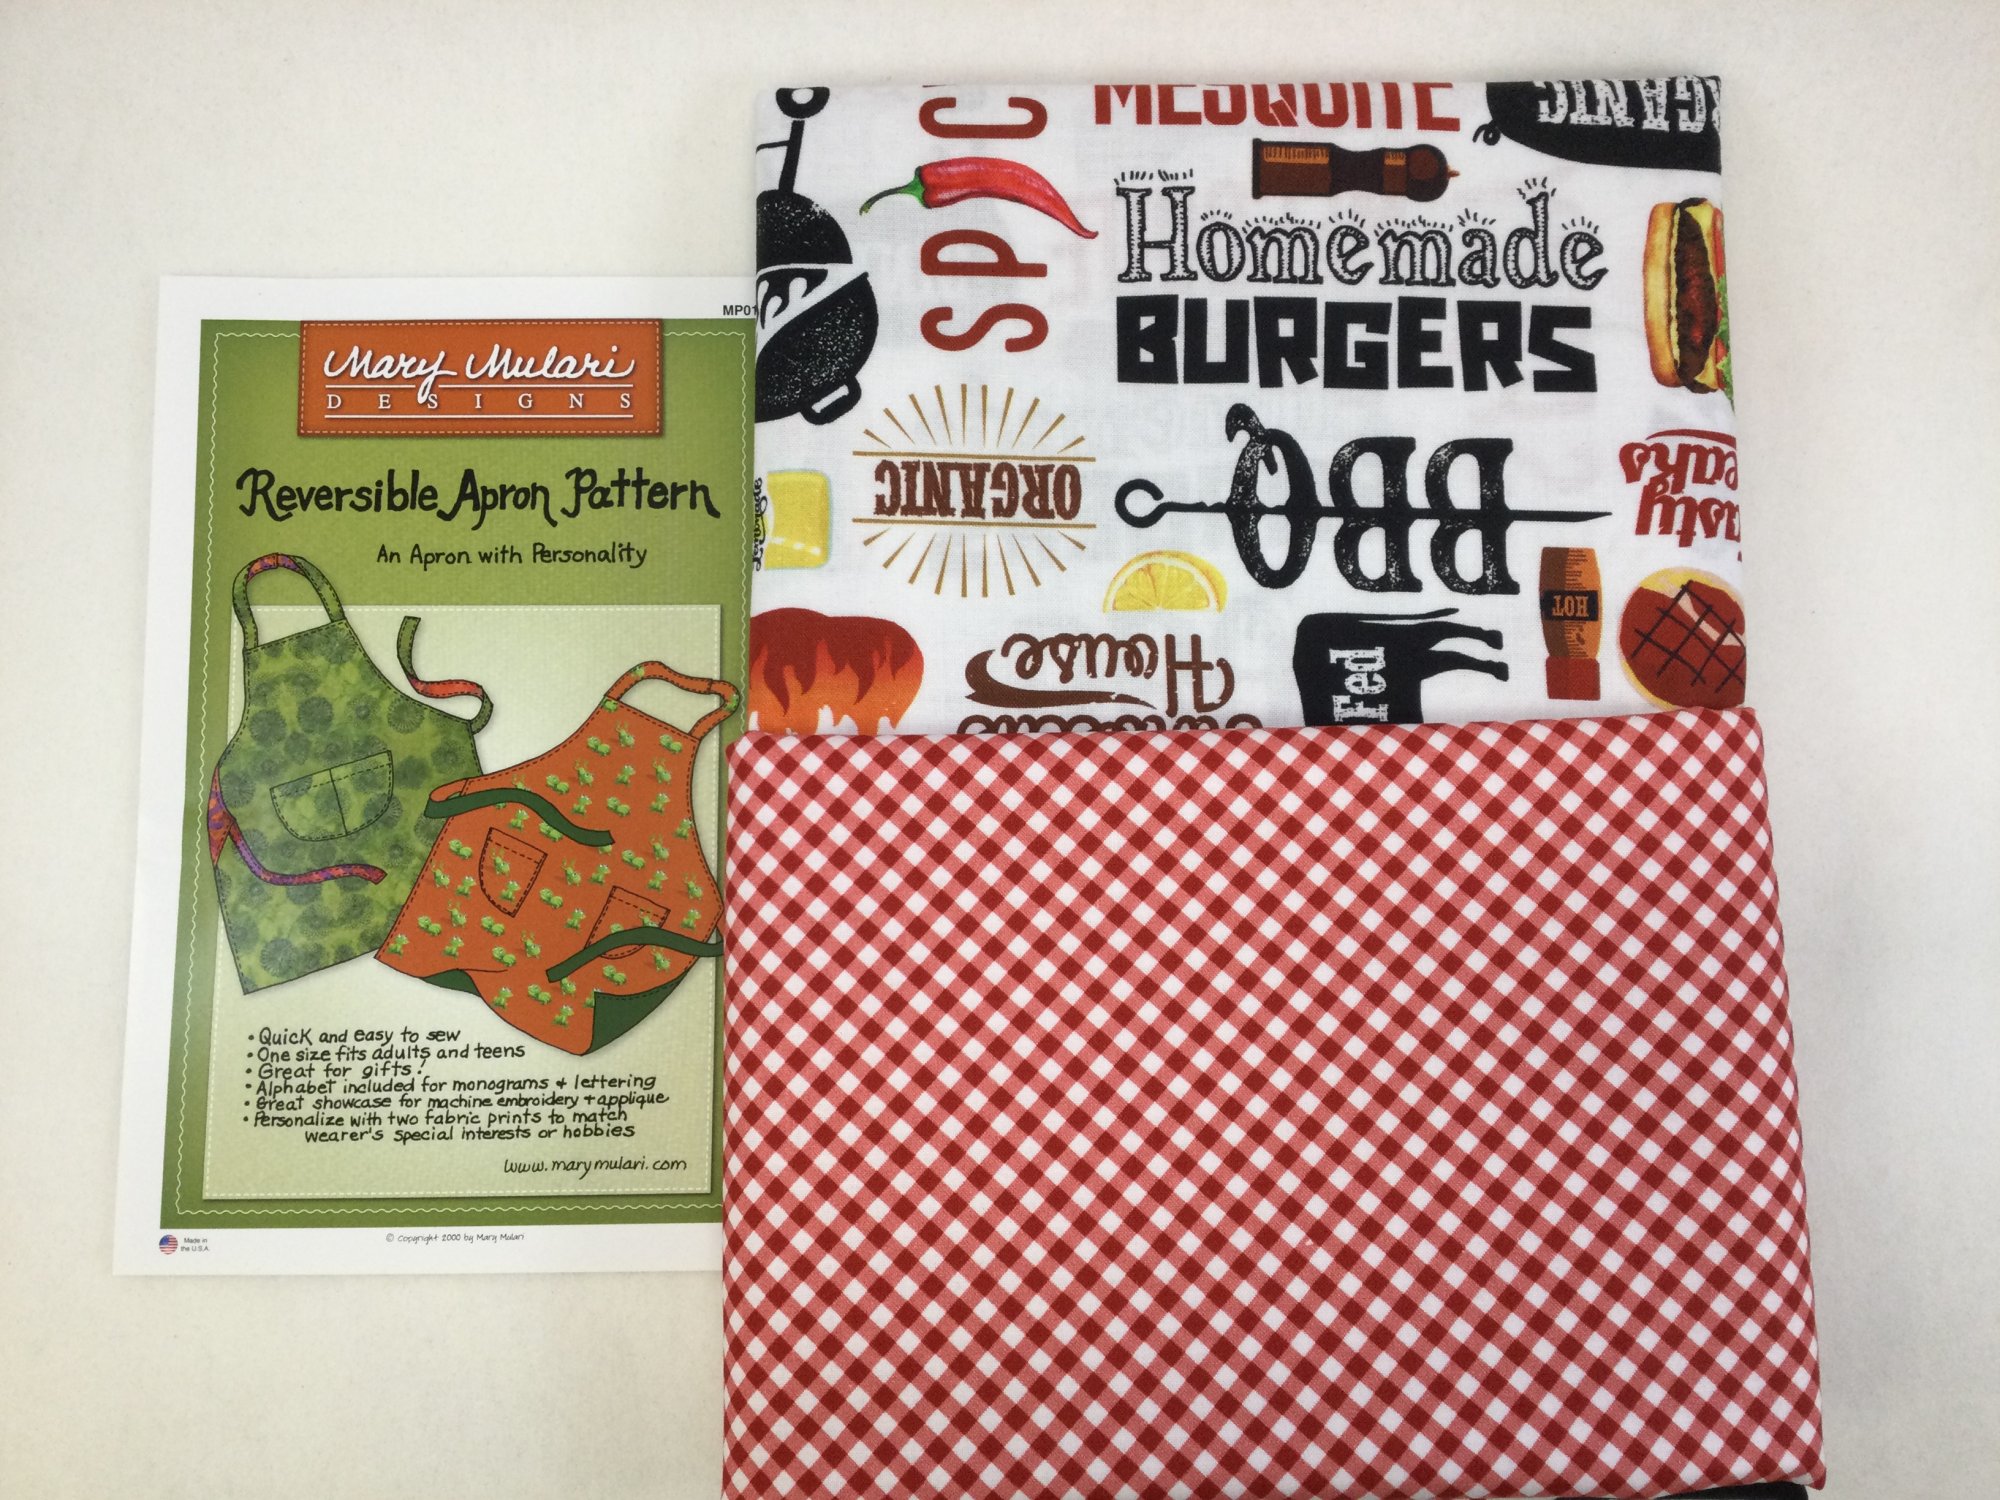 MP01
Mary Mulari
DESIGNS
Reversible Apron Pattern
An Apron with Personality
• Quick and easy to sew
• One size fits adults and teens
• Great for gifts!
• Alphabet included for monograms + lettering
• Great showcase for machine embroidery + applique
• Personalize with two fabric prints to match
wearer's special interests or hobbies
www.marymulari.com
Made in
the U.S.A.
© Copyright 2000 by Mary Mulari
SPIC
MESQUITE
Homemade
BURGERS
ORGANIC
BBQ
HOT
House
Fed